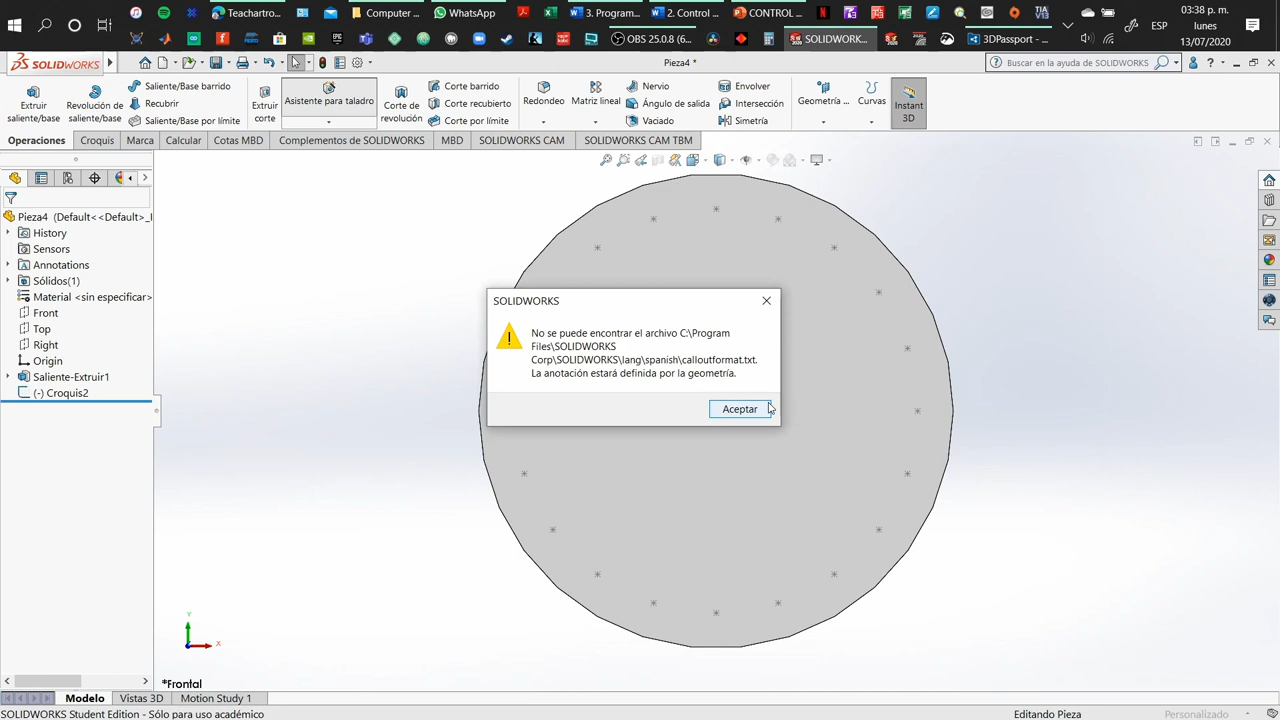 Teachartro...
Computer ...
WhatsApp
3. Program...
2. Control ...
CONTROL ...
TIA
V13
ESP
03:38 p. m.
lunes
13/07/2020
OBS 25.0.8 (6...
SOLIDWORK...
3DPassport - ...
SOLIDWORKS
Pieza4 *
Buscar en la ayuda de SOLIDWORKS
Extruir
saliente/base
Revolución de
saliente/base
Saliente/Base barrido
Recubrir
Saliente/Base por límite
Extruir
corte
Asistente para taladro
Corte de
revolución
Corte barrido
Corte recubierto
Corte por límite
Redondeo
Matriz lineal
Nervio
Ángulo de salida
Vaciado
Envolver
Intersección
Simetría
Geometría ...
Curvas
Instant
3D
Operaciones
Croquis
Marca
Calcular
Cotas MBD
Complementos de SOLIDWORKS
MBD
SOLIDWORKS CAM
SOLIDWORKS CAM TBM
Pieza4 (Default<<Default>_
History
Sensors
Annotations
Sólidos(1)
Material <sin especificar>
Front
Top
Right
Origin
Saliente-Extruir1
(-) Croquis2
SOLIDWORKS
No se puede encontrar el archivo C:\Program
Files\SOLIDWORKS
Corp\SOLIDWORKS\lang\spanish\calloutformat.txt.
La anotación estará definida por la geometría.
Aceptar
Y
X
*Frontal
Modelo
Vistas 3D
Motion Study 1
SOLIDWORKS Student Edition - Sólo para uso académico
Editando Pieza
Personalizado